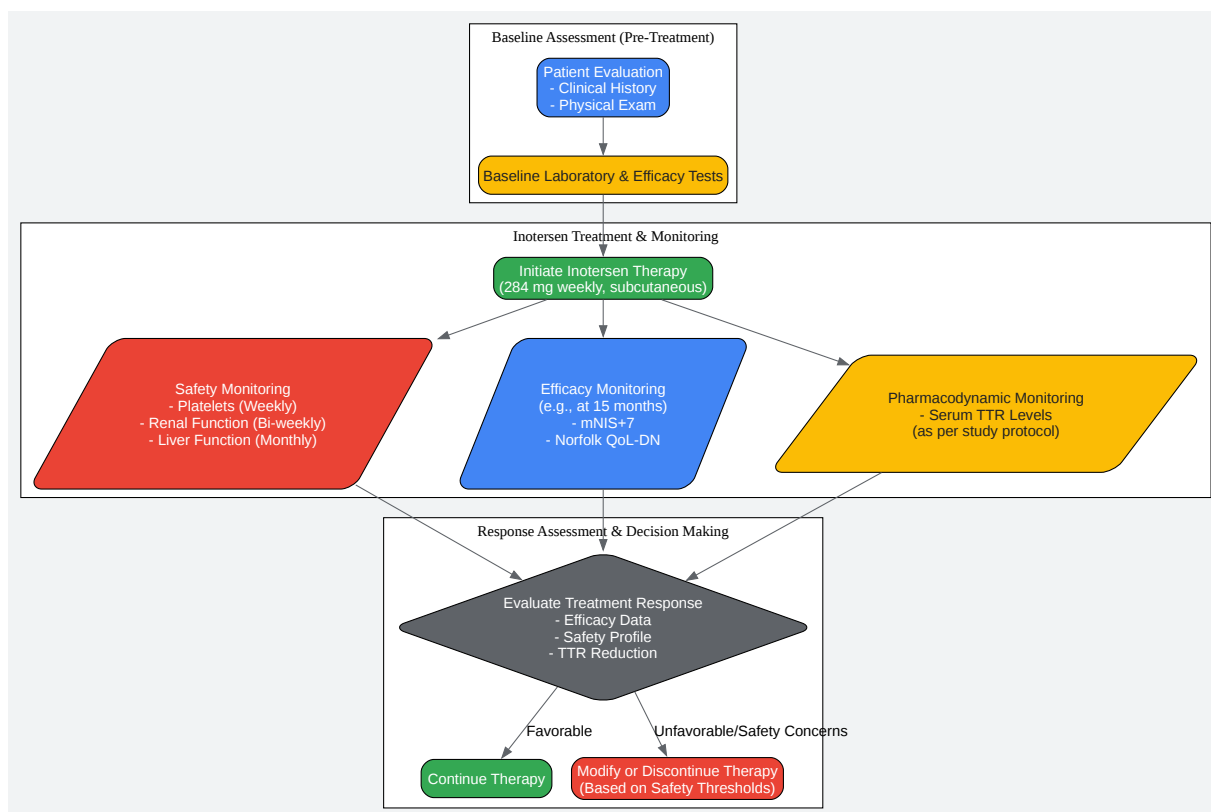 Baseline Assessment (Pre-Treatment)
Patient Evaluation
- Clinical History
- Physical Exam
Baseline Laboratory & Efficacy Tests
Inotersen Treatment & Monitoring
Initiate Inotersen Therapy
(284 mg weekly, subcutaneous)
Safety Monitoring
- Platelets (Weekly)
- Renal Function (Bi-weekly)
- Liver Function (Monthly)
Efficacy Monitoring
(e.g., at 15 months)
- mNIS+7
- Norfolk QoL-DN
Pharmacodynamic Monitoring
- Serum TTR Levels
(as per study protocol)
Response Assessment & Decision Making
Evaluate Treatment Response
- Efficacy Data
- Safety Profile
- TTR Reduction
Favorable
Unfavorable/Safety Concerns
Continue Therapy
Modify or Discontinue Therapy
(Based on Safety Thresholds)